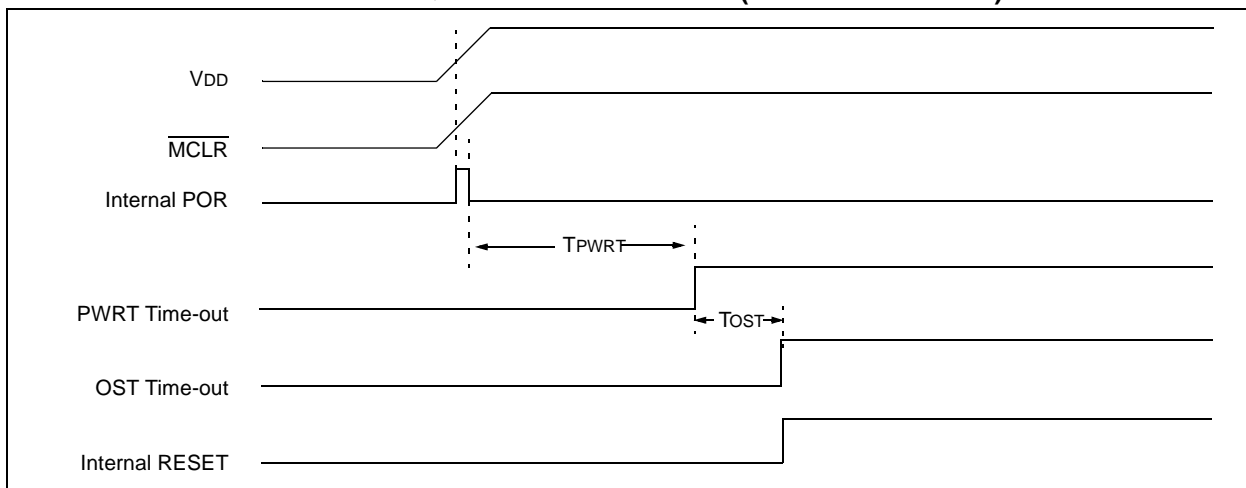 VDD
MCLR
Internal POR
TPWRT
PWRT Time-out
TOST
OST Time-out
Internal RESET